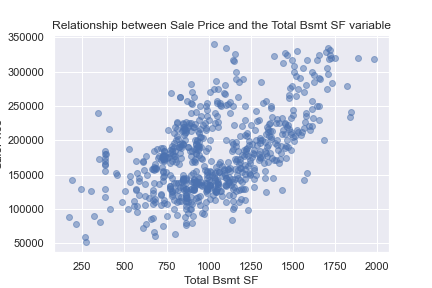 Relationship between Sale Price and the Total Bsmt SF variable
350000
300000
250000
200000
150000
100000
50000
250 500 750 1000 1250 1500 1750 2000
Total Bsmt SF